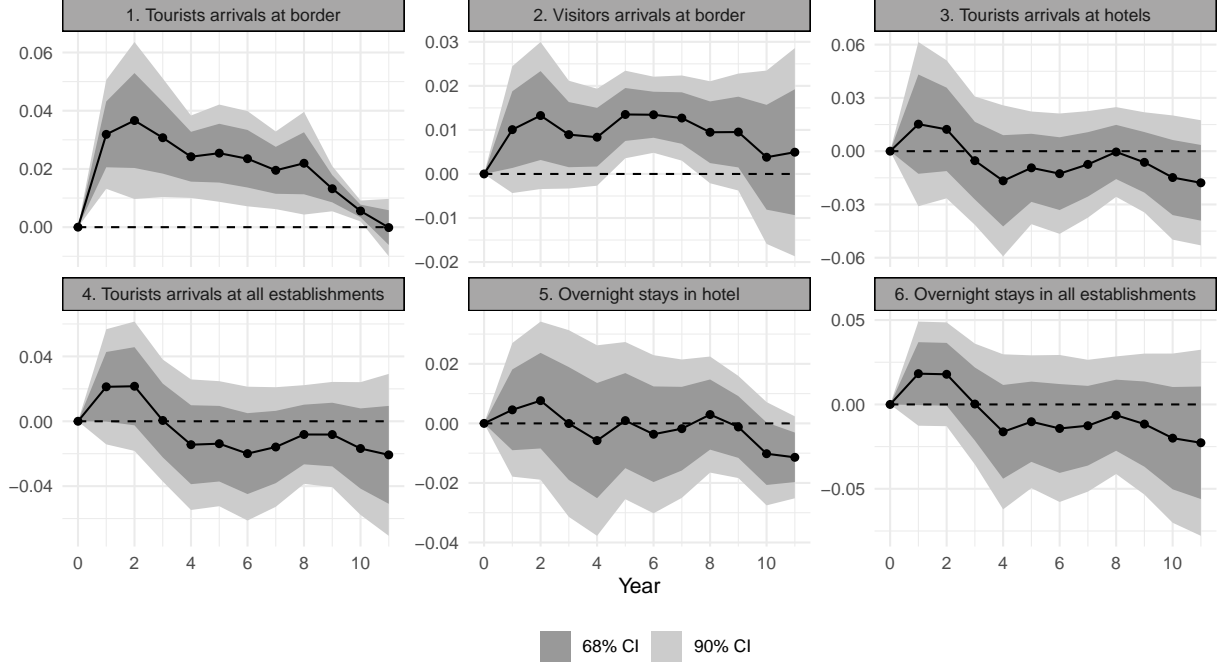 1. Tourists arrivals at border
2. Visitors arrivals at border
3. Tourists arrivals at hotels
0.06
0.04
0.02
0.00
0.03
0.02
0.01
0.00
−0.01
−0.02
0.06
0.03
0.00
−0.03
−0.06
4. Tourists arrivals at all establishments
5. Overnight stays in hotel
6. Overnight stays in all establishments
0.04
0.00
−0.04
0.02
0.00
−0.02
−0.04
0.05
0.00
−0.05
0 2 4 6 8 10
0 2 4 6 8 10
0 2 4 6 8 10
Year
68% CI 90% CI